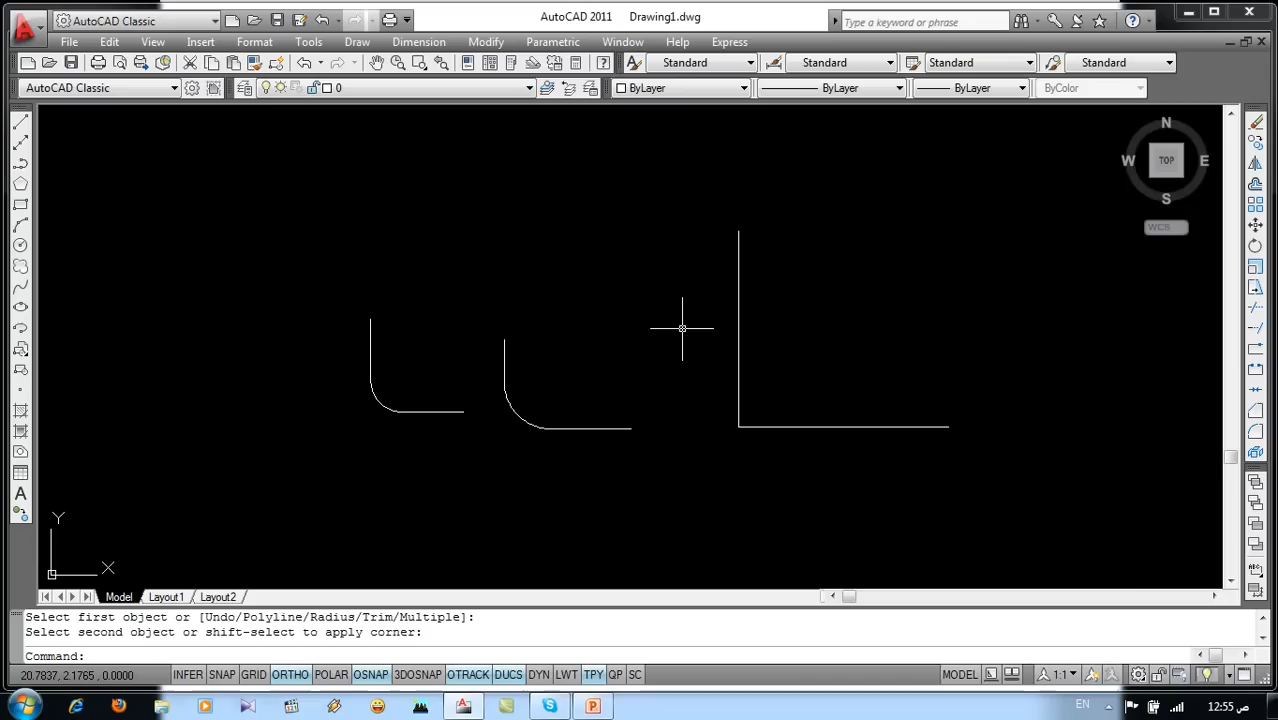 AutoCAD Classic
AutoCAD 2011 Drawing1.dwg
Type a keyword or phrase
File Edit View Insert Format Tools Draw Dimension Modify Parametric Window Help Express
Standard Standard Standard Standard
AutoCAD Classic 0 ByLayer ByLayer ByLayer ByColor
N
W TOP E
S
WCS
A
Y
X
Model Layout1 Layout2
Select first object or [Undo/Polyline/Radius/Trim/Multiple]:
Select second object or shift-select to apply corner:
Command:
20.7837, 2.1765, 0.0000 INFER SNAP GRID ORTHO POLAR OSNAP 3DOSNAP OTRACK DUCS DYN LWT TPY QP SC MODEL 1:1
EN 12:55 ص